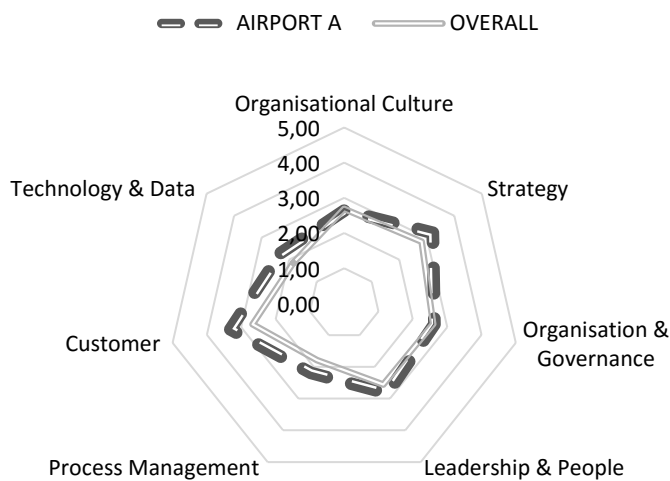 AIRPORT A
OVERALL
Organisational Culture
5,00
4,00
3,00
2,00
1,00
0,00
Technology & Data
Strategy
Customer
Organisation &
Governance
Process Management
Leadership & People